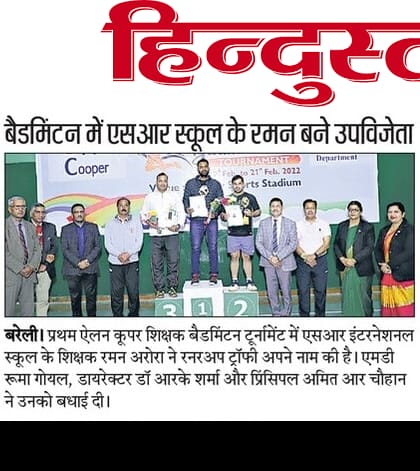 हिन्दुस्त
बैडमिंटन में एसआर स्कूल के रमन बने उपविजेता
TOURNAMENT
Cooper
to 21st Feb. 2022
Department
rts Stadium
3 1 2
बरेली। प्रथम ऐलन कूपर शिक्षक बैडमिंटन टूर्नामेंट में एसआर इंटरनेशनल
स्कूल के शिक्षक रमन अरोरा ने रनरअप ट्रॉफी अपने नाम की है। एमडी
रूमा गोयल, डायरेक्टर डॉ आरके शर्मा और प्रिंसिपल अमित आर चौहान
ने उनको बधाई दी।